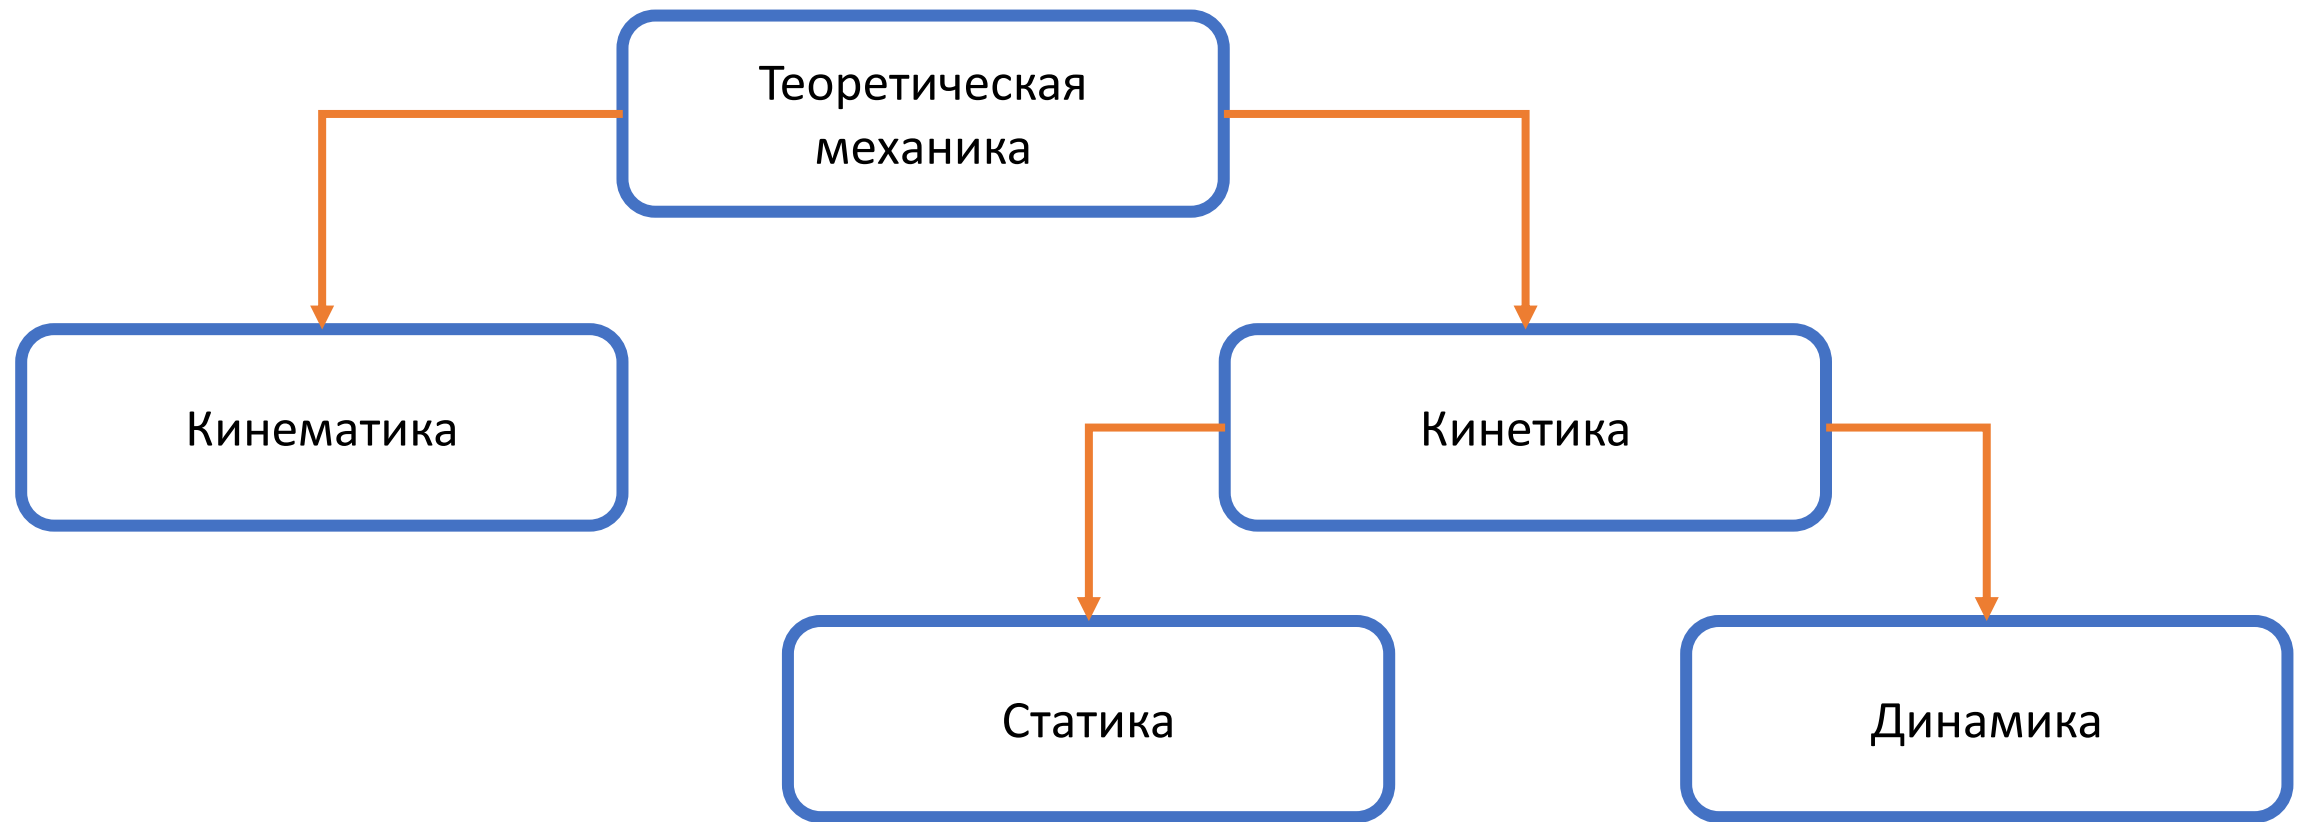 Теоретическая
механика
Кинематика
Кинетика
Статика
Динамика